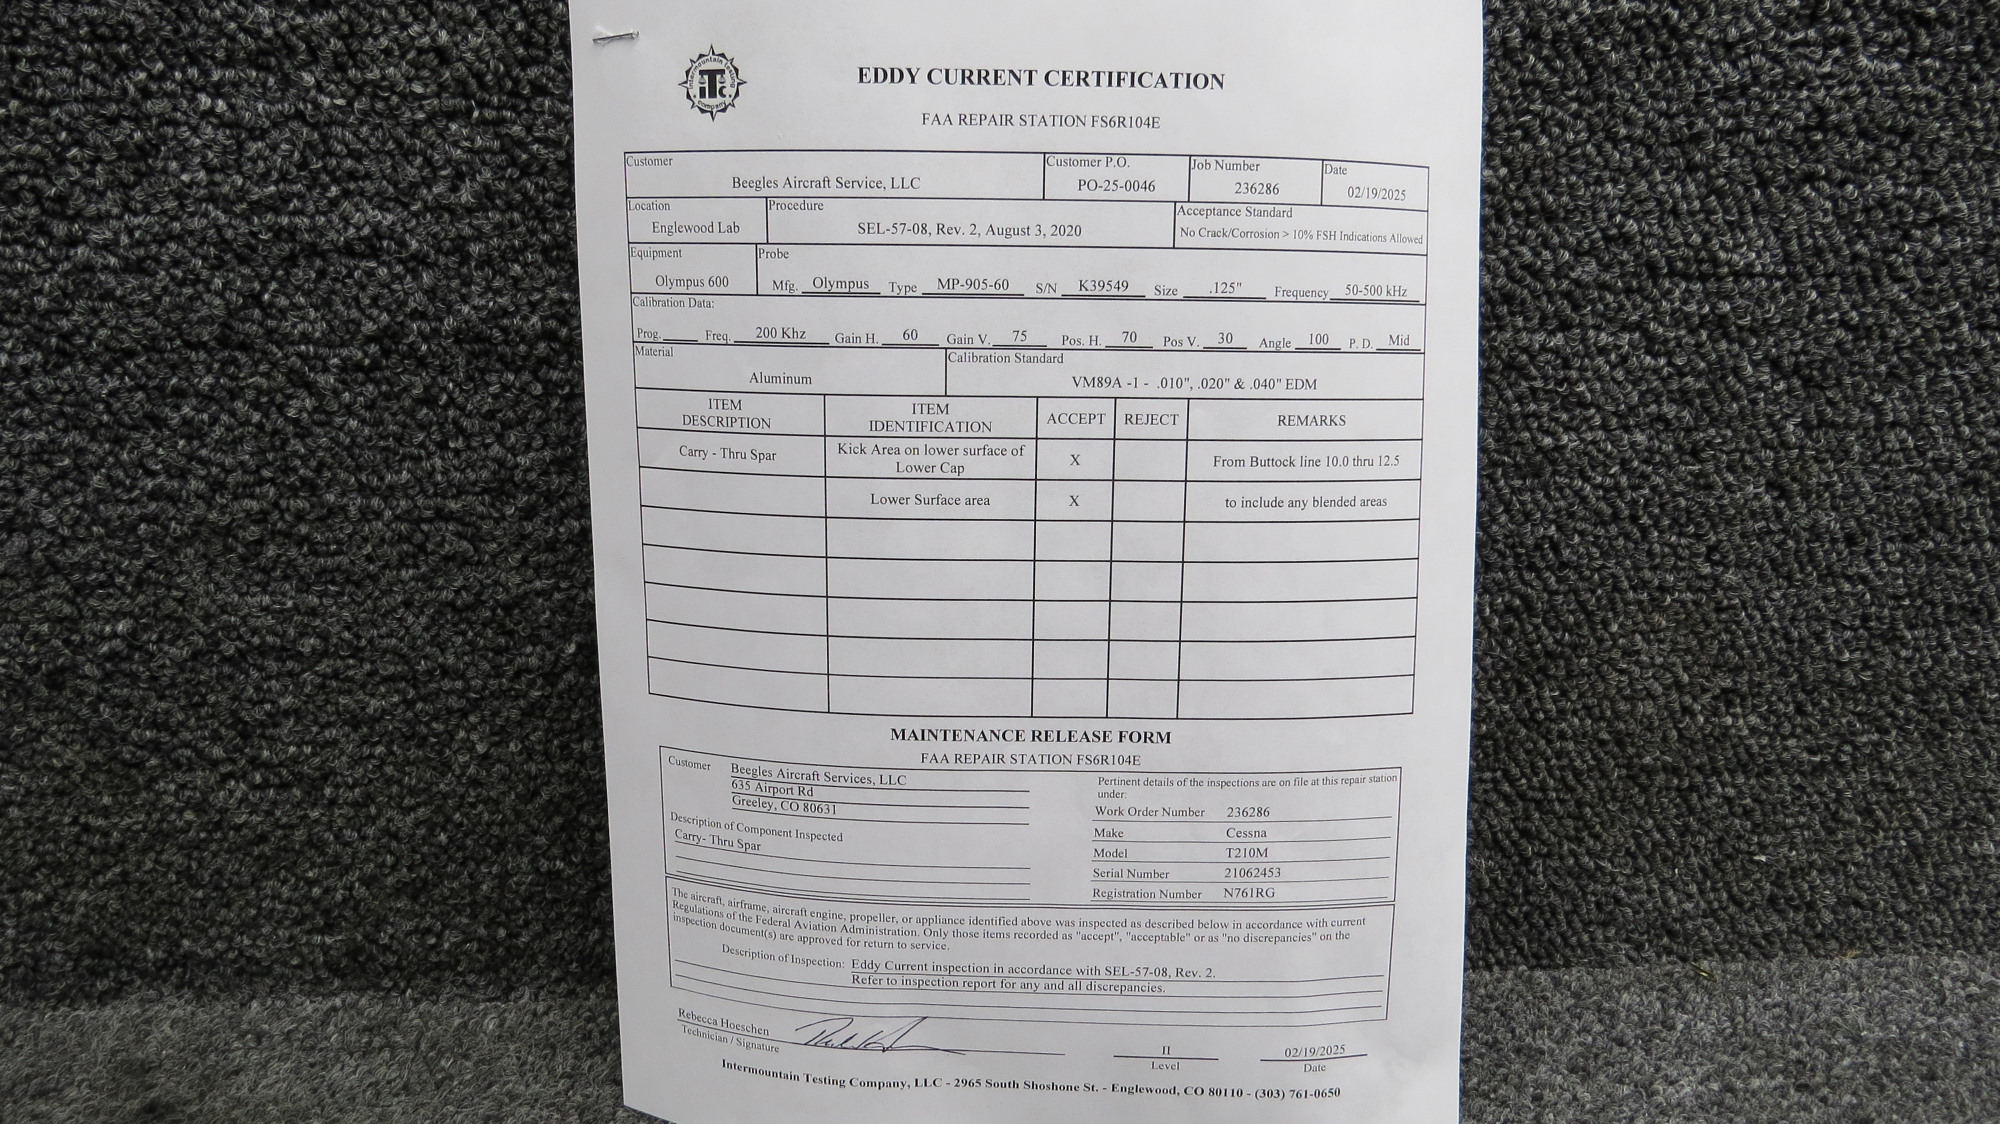 Intermountain Testing
iTc
company
EDDY CURRENT CERTIFICATION
FAA REPAIR STATION FS6R104E
Customer
Beegles Aircraft Service, LLC
Customer P.O.
PO-25-0046
Job Number
236286
Date
02/19/2025
Location
Englewood Lab
Procedure
SEL-57-08, Rev. 2, August 3, 2020
Acceptance Standard
No Crack/Corrosion > 10% FSH Indications Allowed
Equipment
Olympus 600
Probe
Mfg. Olympus Type MP-905-60 S/N K39549 Size .125" Frequency 50-500 kHz
Calibration Data:
Prog. Freq. 200 Khz Gain H. 60 Gain V. 75 Pos. H. 70 Pos V. 30 Angle 100 P. D. Mid
Material
Aluminum
Calibration Standard
VM89A -1 - .010", .020" & .040" EDM
ITEM DESCRIPTION
ITEM IDENTIFICATION
ACCEPT
REJECT
REMARKS
Carry - Thru Spar
Kick Area on lower surface of
Lower Cap
X
From Buttock line 10.0 thru 12.5
Lower Surface area
X
to include any blended areas
MAINTENANCE RELEASE FORM
FAA REPAIR STATION FS6R104E
Customer
Beegles Aircraft Services, LLC
635 Airport Rd
Greeley, CO 80631
Description of Component Inspected
Carry- Thru Spar
Pertinent details of the inspections are on file at this repair station
under:
Work Order Number 236286
Make Cessna
Model T210M
Serial Number 21062453
Registration Number N761RG
The aircraft, airframe, aircraft engine, propeller, or appliance identified above was inspected as described below in accordance with current
Regulations of the Federal Aviation Administration. Only those items recorded as "accept", "acceptable" or as "no discrepancies" on the
inspection document(s) are approved for return to service.
Description of Inspection: Eddy Current inspection in accordance with SEL-57-08, Rev. 2.
Refer to inspection report for any and all discrepancies.
Rebecca Hoeschen
Technician / Signature
II
Level
02/19/2025
Date
Intermountain Testing Company, LLC - 2965 South Shoshone St. - Englewood, CO 80110 - (303) 761-0650